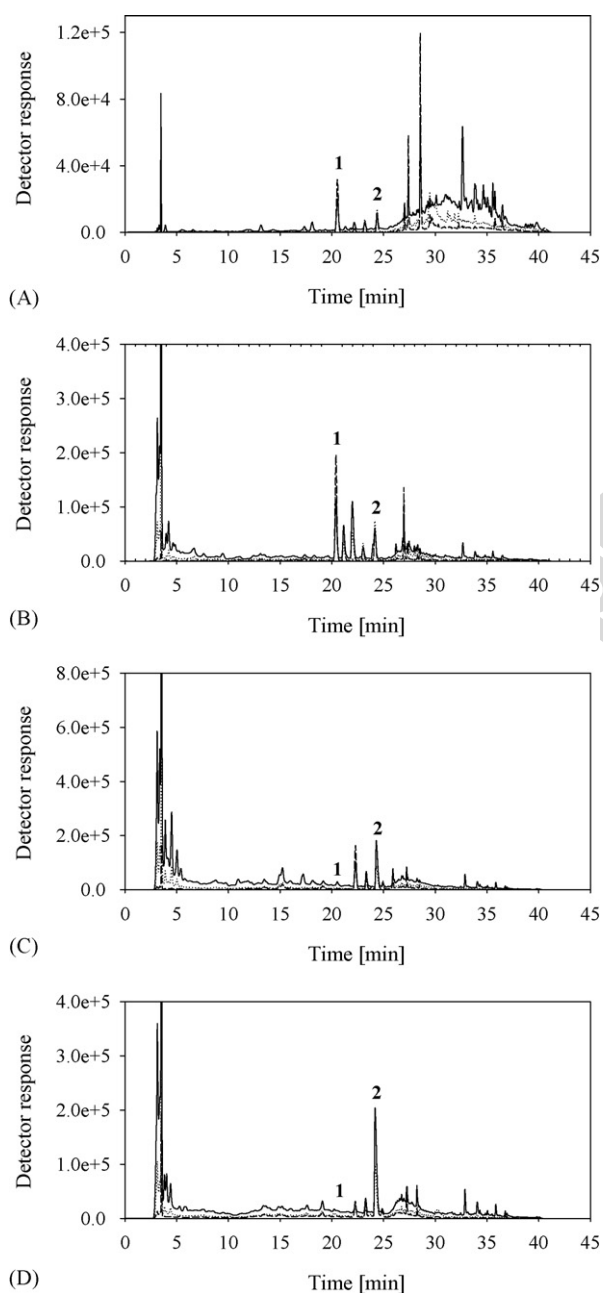 1.2e+5
8.0e+4
4.0e+4
0.0
Detector response
1
2
0 5 10 15 20 25 30 35 40 45
Time [min]
(A)
4.0e+5
3.0e+5
2.0e+5
1.0e+5
0.0
Detector response
1
2
0 5 10 15 20 25 30 35 40 45
Time [min]
(B)
8.0e+5
6.0e+5
4.0e+5
2.0e+5
0.0
Detector response
1
2
0 5 10 15 20 25 30 35 40 45
Time [min]
(C)
4.0e+5
3.0e+5
2.0e+5
1.0e+5
0.0
Detector response
1
2
0 5 10 15 20 25 30 35 40 45
Time [min]
(D)